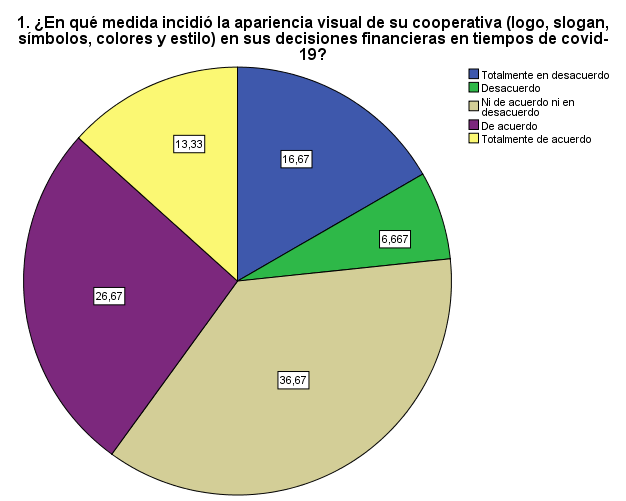 1. ¿En qué medida incidió la apariencia visual de su cooperativa (logo, slogan,
símbolos, colores y estilo) en sus decisiones financieras en tiempos de covid-
19?
Totalmente en desacuerdo
Desacuerdo
Ni de acuerdo ni en
desacuerdo
De acuerdo
Totalmente de acuerdo
13,33
16,67
6,667
26,67
36,67